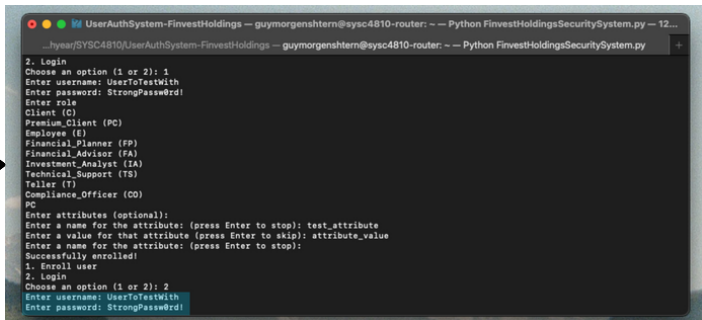 UserAuthSystem-FinvestHoldings — guymorgenshtern@sysc4810-router: ~ — Python FinvestHoldingsSecuritySystem.py — 12...
...hyear/SYSC4810/UserAuthSystem-FinvestHoldings — guymorgenshtern@sysc4810-router: ~ — Python FinvestHoldingsSecuritySystem.py +
2. Login
Choose an option (1 or 2): 1
Enter username: UserToTestWith
Enter password: StrongPassw0rd!
Enter role
Client (C)
Premium_Client (PC)
Employee (E)
Financial_Planner (FP)
Financial_Advisor (FA)
Investment_Analyst (IA)
Technical_Support (TS)
Teller (T)
Compliance_Officer (CO)
PC
Enter attributes (optional):
Enter a name for the attribute: (press Enter to stop): test_attribute
Enter a value for that attribute (press Enter to skip): attribute_value
Enter a name for the attribute: (press Enter to stop):
Successfully enrolled!
1. Enroll user
2. Login
Choose an option (1 or 2): 2
Enter username: UserToTestWith
Enter password: StrongPassw0rd!